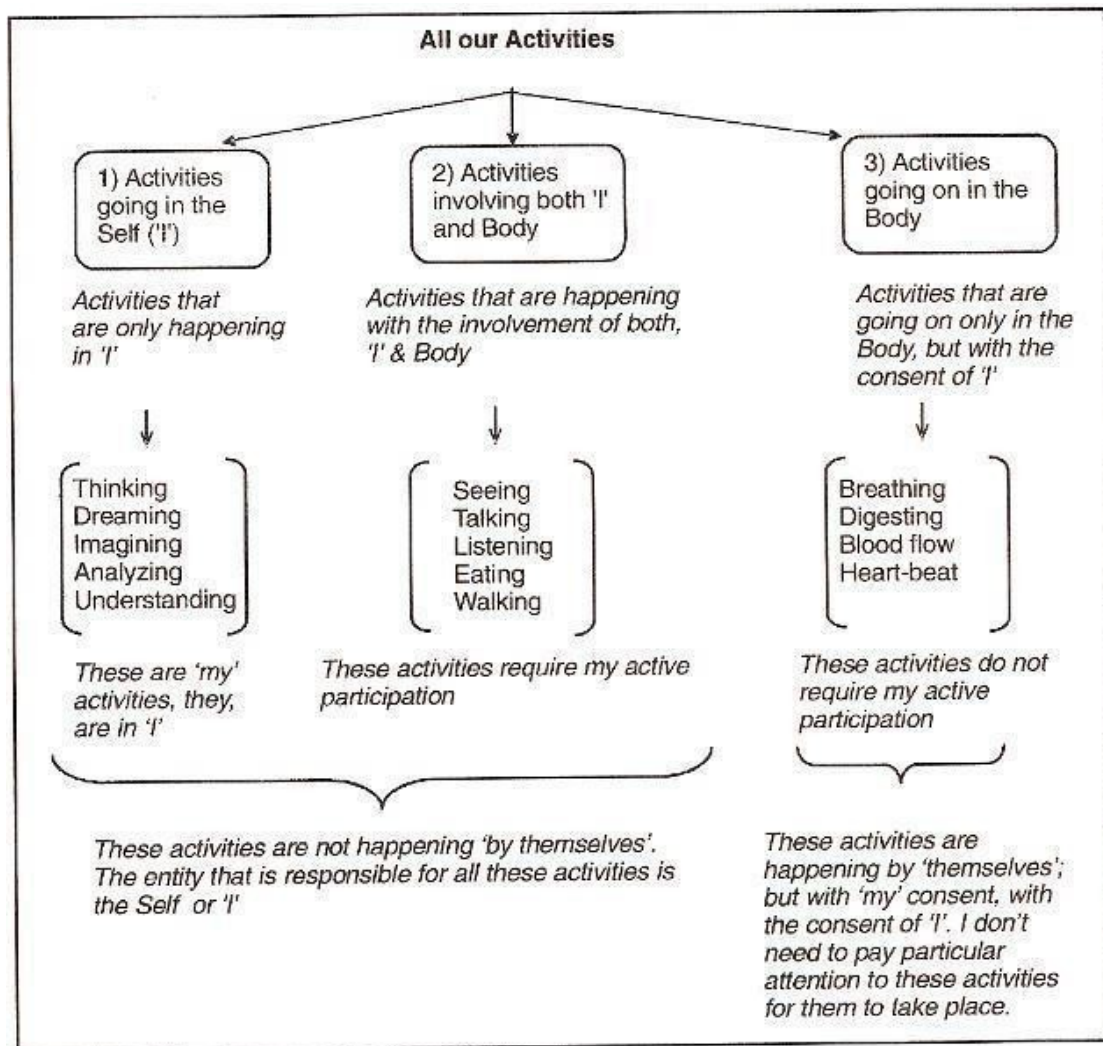 All our Activities
1) Activities
going in the
Self ('I')
2) Activities
involving both 'I'
and Body
3) Activities
going on in the
Body
Activities that
are only happening
in 'I'
Activities that are happening
with the involvement of both,
'I' & Body
Activities that are
going on only in the
Body, but with the
consent of 'I'
Thinking
Dreaming
Imagining
Analyzing
Understanding
Seeing
Talking
Listening
Eating
Walking
Breathing
Digesting
Blood flow
Heart-beat
These are 'my'
activities, they,
are in 'I'
These activities require my active
participation
These activities do not
require my active
participation
These activities are not happening 'by themselves'.
The entity that is responsible for all these activities is
the Self or 'I'
These activities are
happening by 'themselves';
but with 'my' consent, with
the consent of 'I'. I don't
need to pay particular
attention to these activities
for them to take place.